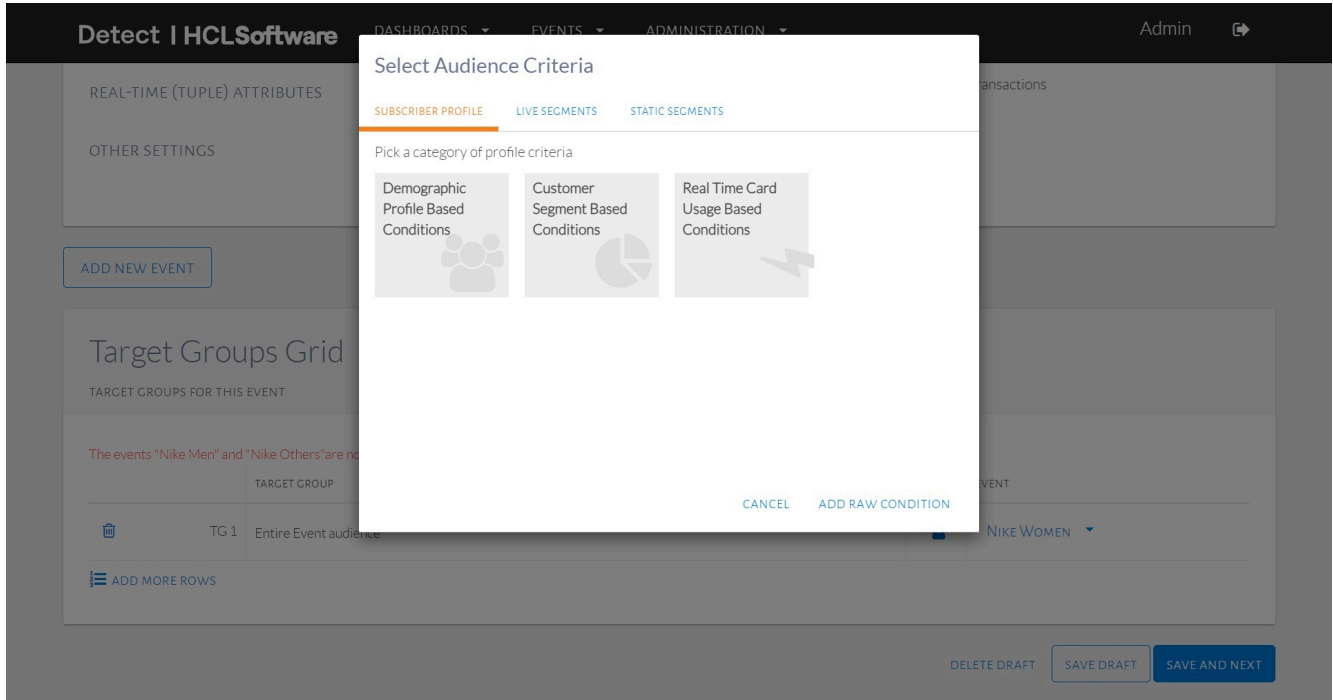 Detect | HCLSoftware
DASHBOARDS
EVENTS
ADMINISTRATION
Admin
REAL-TIME (TUPLE) ATTRIBUTES
OTHER SETTINGS
Select Audience Criteria
SUBSCRIBER PROFILE
LIVE SEGMENTS
STATIC SEGMENTS
Pick a category of profile criteria
Demographic
Profile Based
Conditions
Customer
Segment Based
Conditions
Real Time Card
Usage Based
Conditions
CANCEL
ADD RAW CONDITION
ansactions
ADD NEW EVENT
Target Groups Grid
TARGET GROUPS FOR THIS EVENT
The events "Nike Men" and "Nike Others"are no
TARGET GROUP
VENT
TG 1 Entire Event audience
NIKE WOMEN
ADD MORE ROWS
DELETE DRAFT
SAVE DRAFT
SAVE AND NEXT